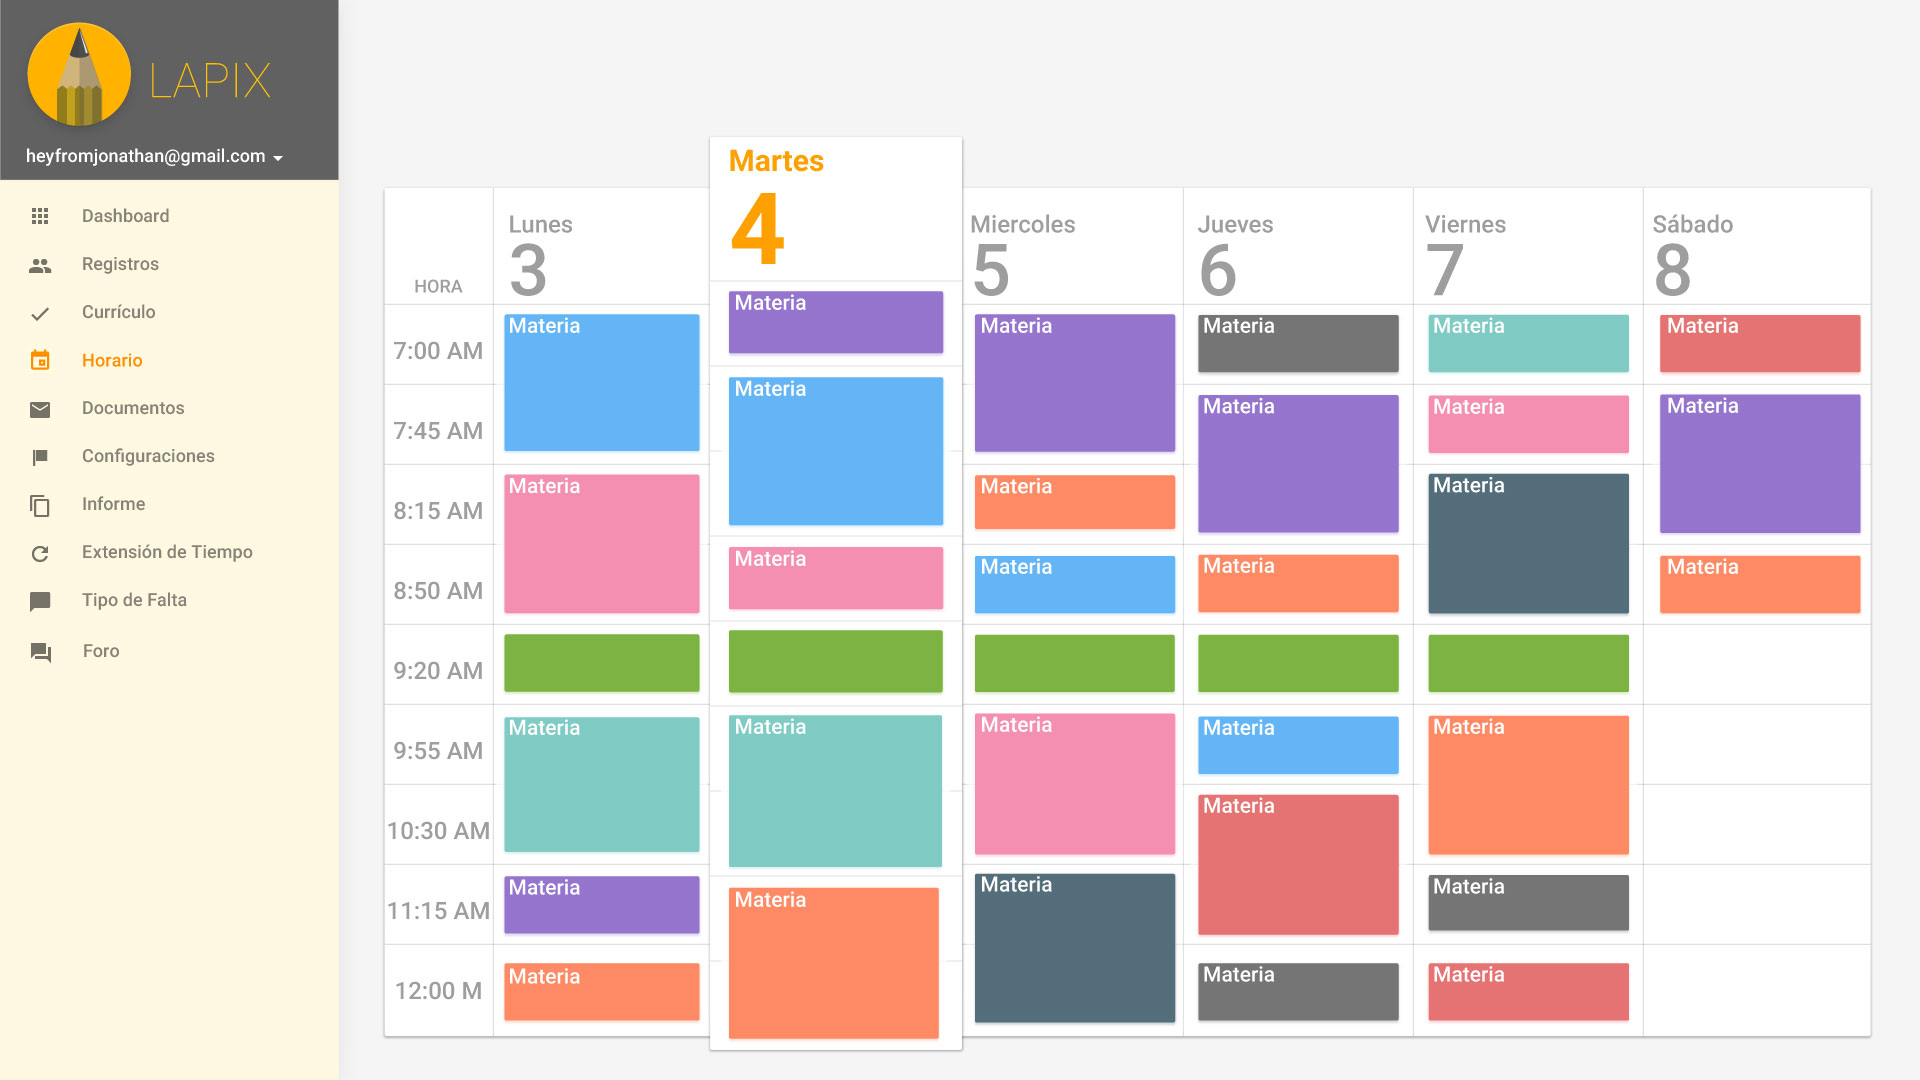 LAPIX
heyfromjonathan@gmail.com
Dashboard
Registros
Currículo
Horario
Documentos
Configuraciones
Informe
Extensión de Tiempo
Tipo de Falta
Foro
HORA
Lunes
3
Martes
4
Miercoles
5
Jueves
6
Viernes
7
Sábado
8
7:00 AM
Materia
Materia
Materia
Materia
Materia
Materia
7:45 AM
Materia
Materia
Materia
Materia
8:15 AM
Materia
Materia
Materia
8:50 AM
Materia
Materia
Materia
Materia
9:20 AM
9:55 AM
Materia
Materia
Materia
Materia
Materia
10:30 AM
Materia
11:15 AM
Materia
Materia
Materia
Materia
12:00 M
Materia
Materia
Materia